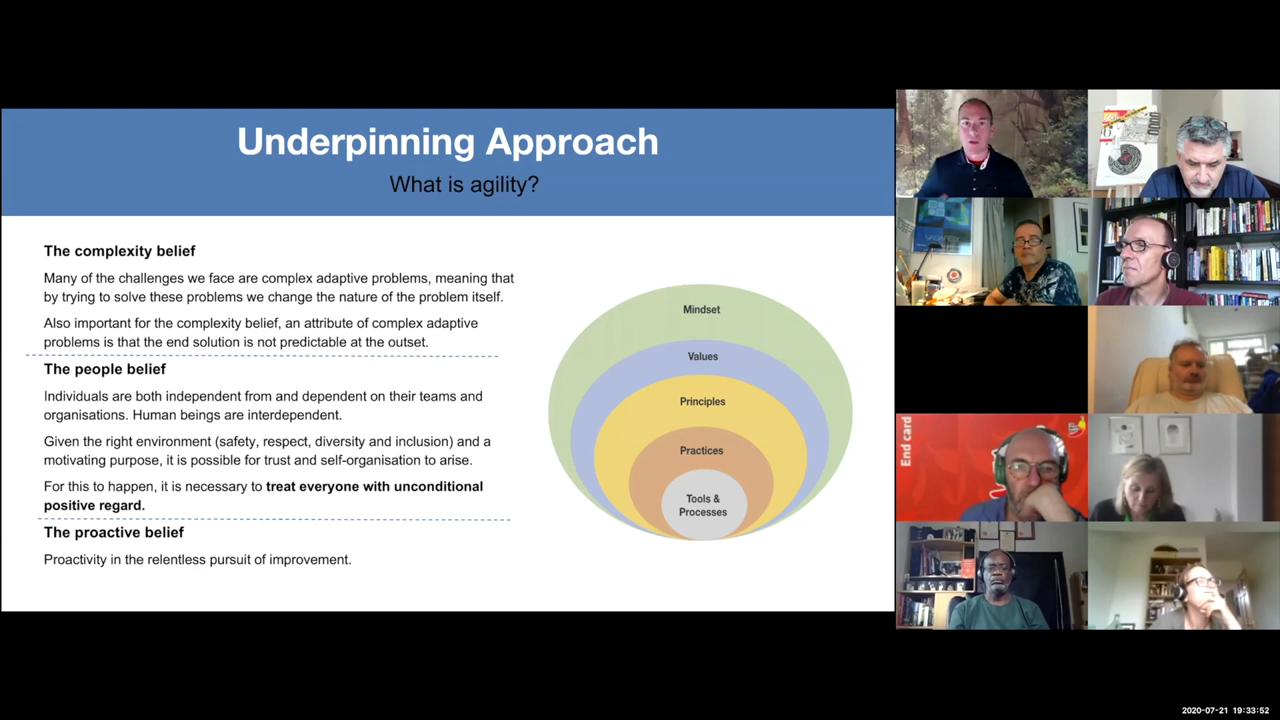 Underpinning Approach
What is agility?
The complexity belief
Many of the challenges we face are complex adaptive problems, meaning that
by trying to solve these problems we change the nature of the problem itself.
Also important for the complexity belief, an attribute of complex adaptive
problems is that the end solution is not predictable at the outset.
The people belief
Individuals are both independent from and dependent on their teams and
organisations. Human beings are interdependent.
Given the right environment (safety, respect, diversity and inclusion) and a
motivating purpose, it is possible for trust and self-organisation to arise.
For this to happen, it is necessary to treat everyone with unconditional
positive regard.
The proactive belief
Proactivity in the relentless pursuit of improvement.
Mindset
Values
Principles
Practices
Tools &
Processes
End card
2020-07-21 19:33:52